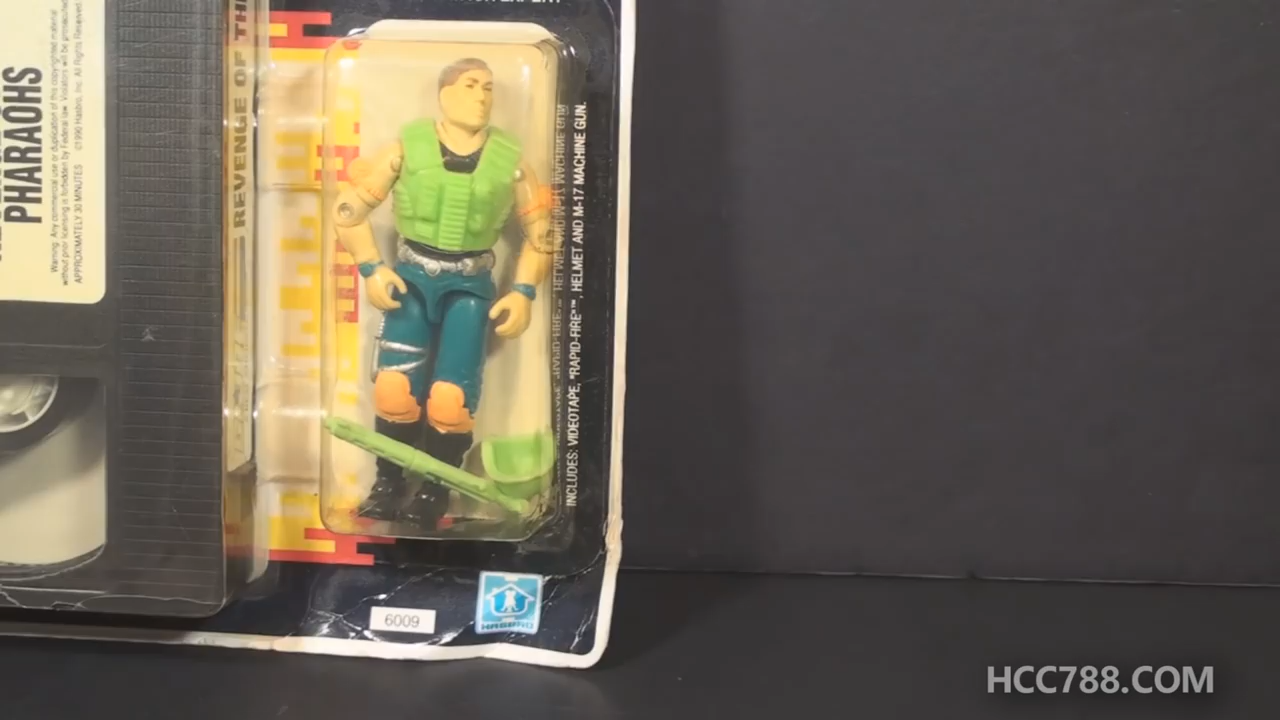 PHARAOHS
Warning: Any commercial use or duplication of this copyrighted material
without prior licensing is forbidden by Federal law. Violators will be prosecuted
APPROXIMATELY 30 MINUTES ©1990 Hasbro, Inc. All Rights Reserved
REVENGE OF THE
INCLUDES: VIDEOTAPE, "RAPID-FIRE"™, HELMET AND M-17 MACHINE GUN.
6009
HASBRO
HCC788.COM